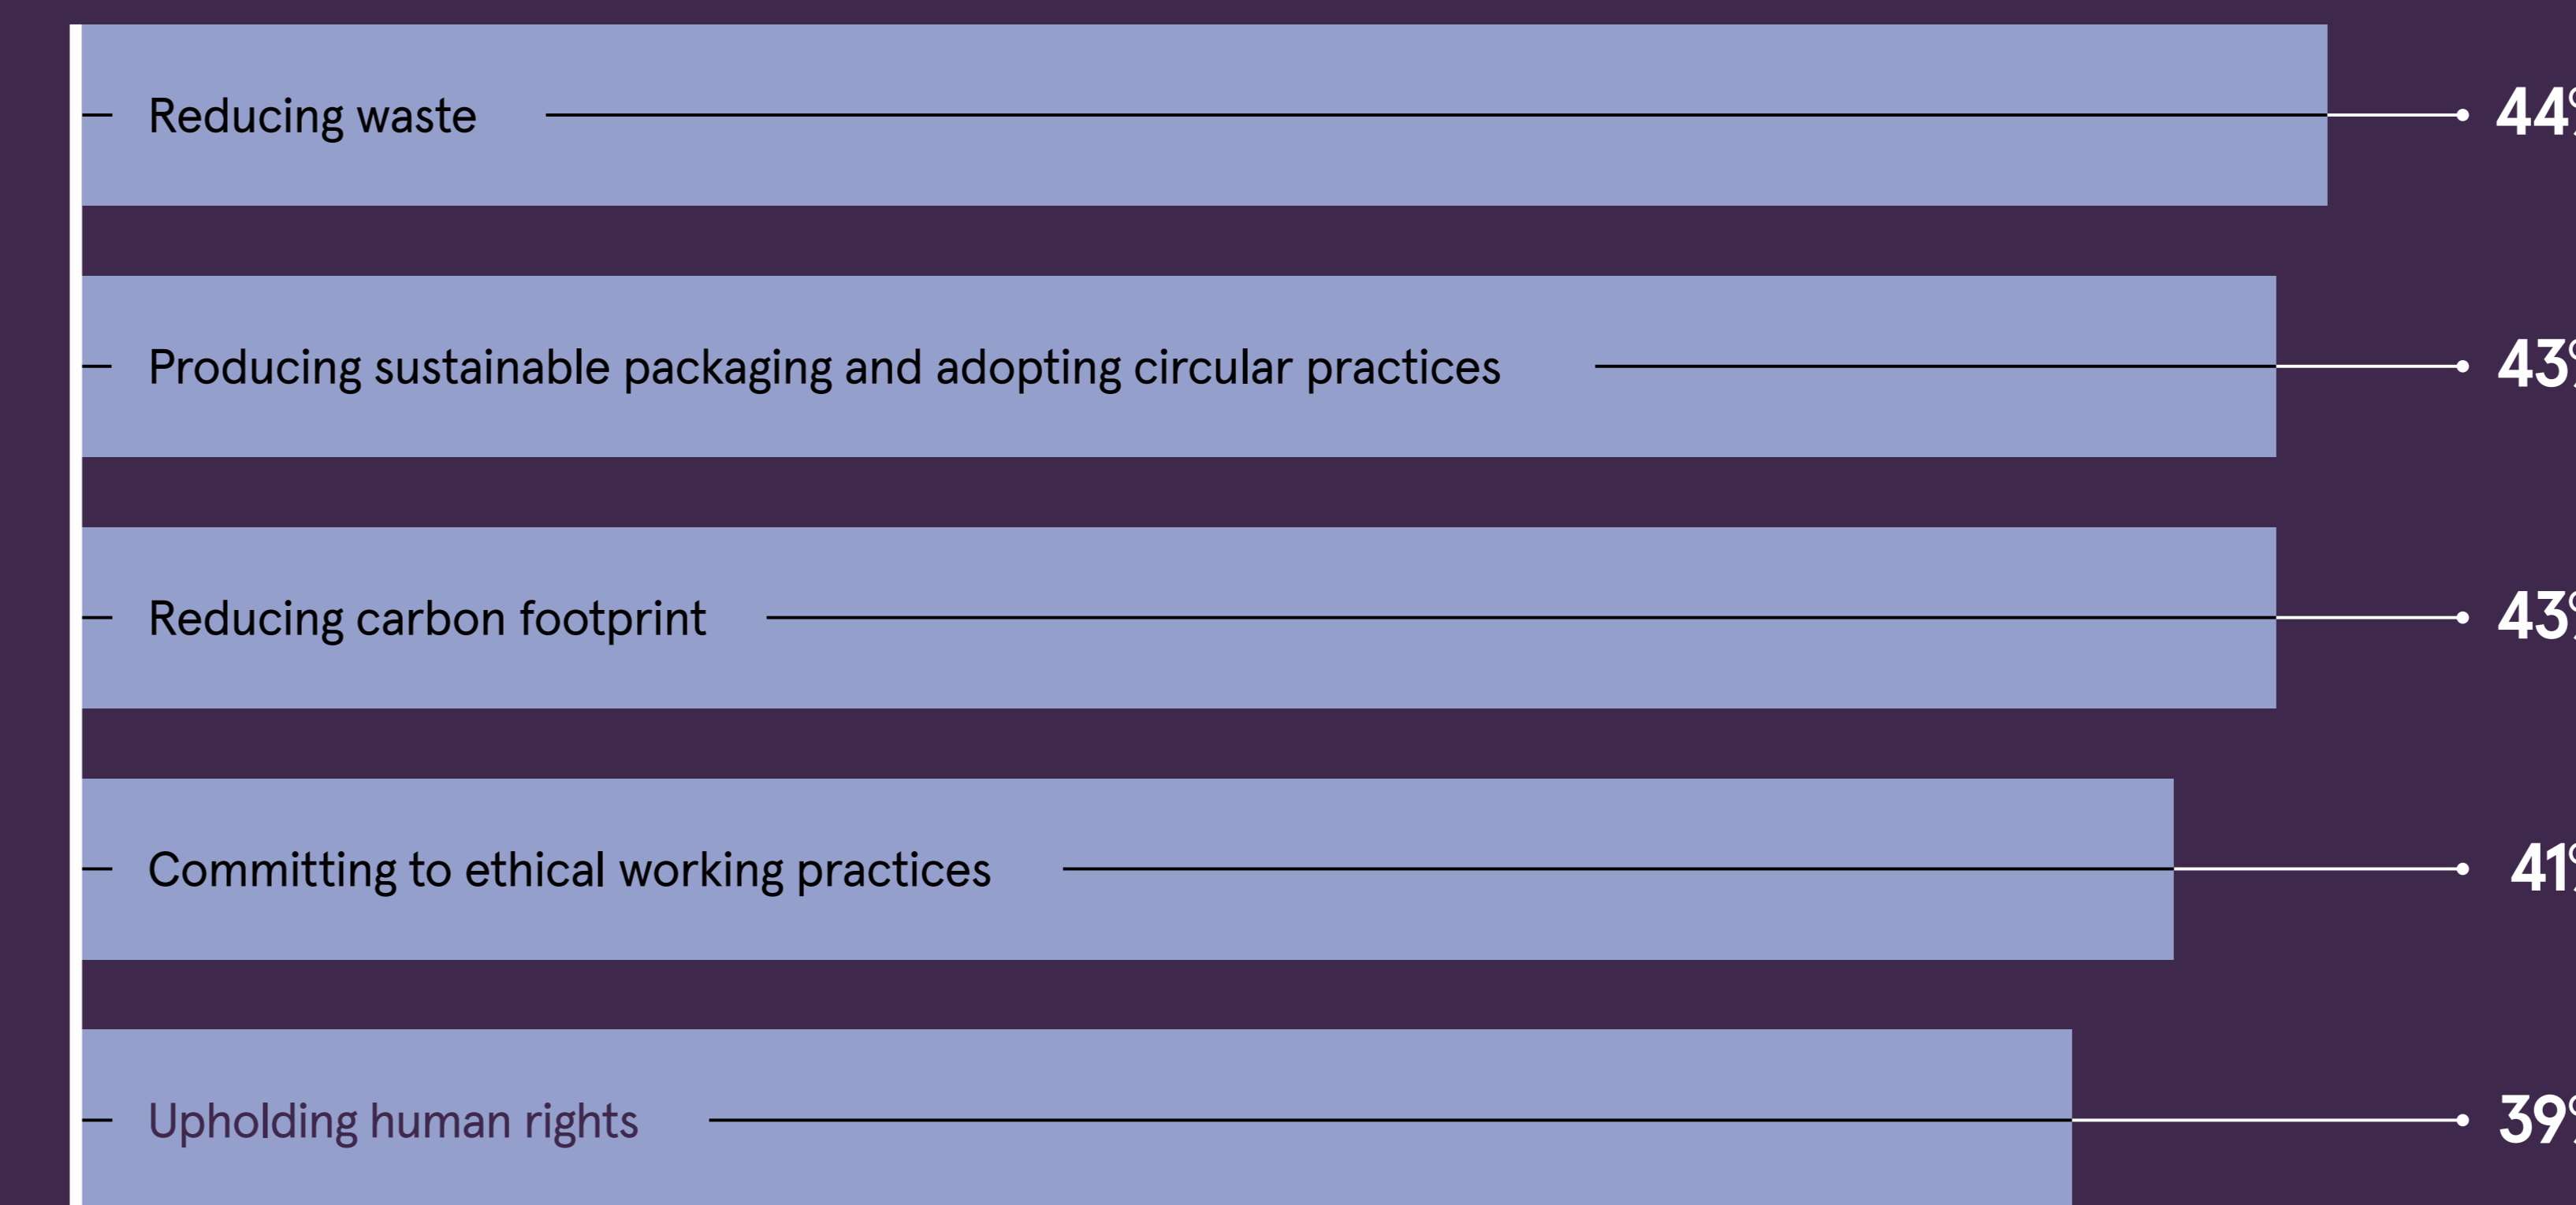 Reducing waste 44%
Producing sustainable packaging and adopting circular practices 43%
Reducing carbon footprint 43%
Committing to ethical working practices 41%
Upholding human rights 39%